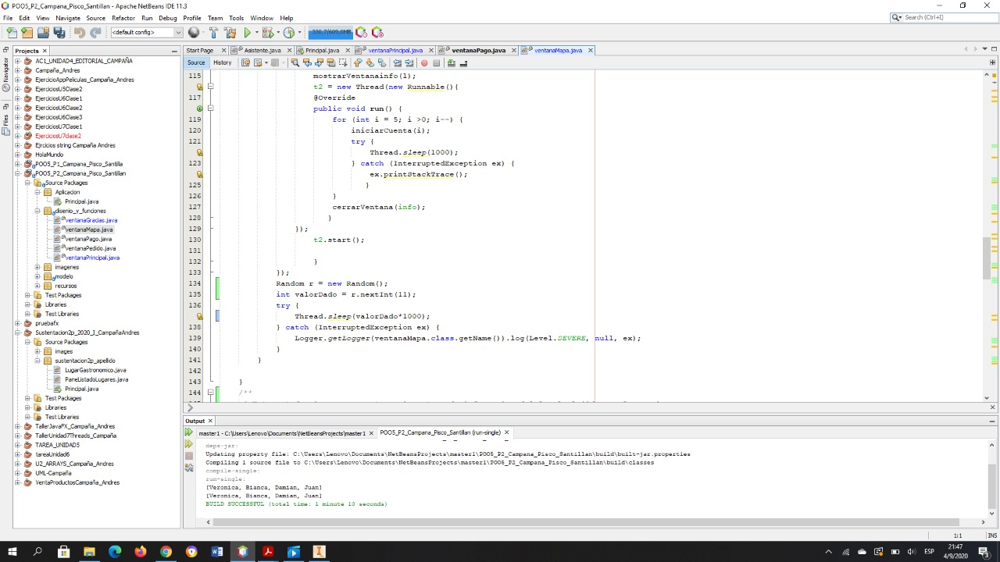 POO5_P2_Campana_Pisco_Santillan - Apache NetBeans IDE 11.3
File Edit View Navigate Source Refactor Run Debug Profile Team Tools Window Help
Search (Ctrl+I)
<default config>
336,7/609,0MB
Projects
Navigator
Files
AC1_UNIDAD4_EDITORIAL_CAMPAÑA
Campaña_Andres
EjercicioAppPeliculas_Campaña_Andres
EjerciciosU5Clase2
EjerciciosU6Clase1
EjerciciosU6Clase2
EjerciciosU6Clase3
EjerciciosU7Clase1
EjerciciosU7clase2
Ejrcicios string Campaña Andres
HolaMundo
POO5_P1_Campana_Pisco_Santilla
POO5_P2_Campana_Pisco_Santillan
Source Packages
Aplicacion
Principal.java
disenio_y_funciones
ventanaGracias.java
ventanaMapa.java
ventanaPago.java
ventanaPedido.java
ventanaPrincipal.java
imagenes
modelo
recursos
Test Packages
Libraries
Test Libraries
pruebafx
Sustentacion2p_2020_I_CampañaAndres
Source Packages
images
sustentacion2p_apellido
LugarGastronomico.java
PaneListadoLugares.java
Principal.java
Test Packages
Libraries
Test Libraries
TallerJavaFX_Campaña_Andres
TallerUnidad7Threads_Campaña
TAREA_UNIDAD5
tareaUnidad6
U2_ARRAYS_Campaña_Andres
UML-Campaña
VentaProductosCampaña_Andres
Start Page Asistente.java Principal.java ventanaPrincipal.java ventanaPago.java ventanaMapa.java
Source History
115 mostrarVentanainfo(l);
t2 = new Thread(new Runnable(){
117 @Override
public void run() {
119 for (int i = 5; i >0; i--) {
120 iniciarCuenta(i);
121 try {
Thread.sleep(1000);
123 } catch (InterruptedException ex) {
ex.printStackTrace();
125 }
126 }
127 cerrarVentana(info);
128 }
129 });
130 t2.start();
131
132 }
133 });
134 Random r = new Random();
135 int valorDado = r.nextInt(11);
136 try {
Thread.sleep(valorDado*1000);
138 } catch (InterruptedException ex) {
139 Logger.getLogger(ventanaMapa.class.getName()).log(Level.SEVERE, null, ex);
140 }
141 }
142
143 }
144 /**
Output
master1 - C:\Users\Lenovo\Documents\NetBeansProjects\master1 POO5_P2_Campana_Pisco_Santillan (run-single)
deps-jar:
Updating property file: C:\Users\Lenovo\Documents\NetBeansProjects\master1\POO5_P2_Campana_Pisco_Santillan\build\built-jar.properties
Compiling 1 source file to C:\Users\Lenovo\Documents\NetBeansProjects\master1\POO5_P2_Campana_Pisco_Santillan\build\classes
compile-single:
run-single:
[Veronica, Bianca, Damian, Juan]
[Veronica, Bianca, Damian, Juan]
BUILD SUCCESSFUL (total time: 1 minute 10 seconds)
1:1 INS
ESP
21:47
4/9/2020
3